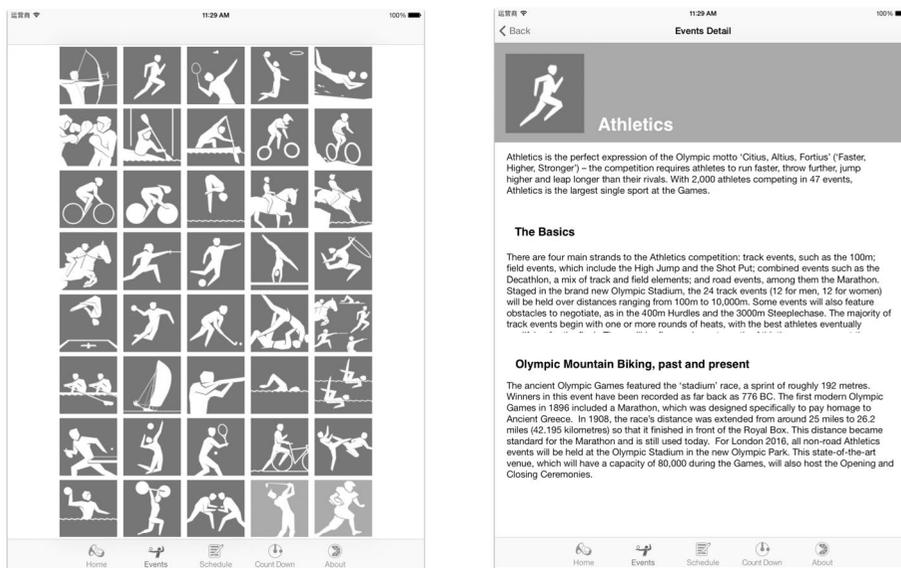 运营商 11:29 AM 100%
Home Events Schedule Count Down About
运营商 11:29 AM 100%
Back Events Detail
Athletics
Athletics is the perfect expression of the Olympic motto ‘Citius, Altius, Fortius’ (‘Faster,
Higher, Stronger’) – the competition requires athletes to run faster, throw further, jump
higher and leap longer than their rivals. With 2,000 athletes competing in 47 events,
Athletics is the largest single sport at the Games.
The Basics
There are four main strands to the Athletics competition: track events, such as the 100m;
field events, which include the High Jump and the Shot Put; combined events such as the
Decathlon, a mix of track and field elements; and road events, among them the Marathon.
Staged in the brand new Olympic Stadium, the 24 track events (12 for men, 12 for women)
will be held over distances ranging from 100m to 10,000m. Some events will also feature
obstacles to negotiate, as in the 400m Hurdles and the 3000m Steeplechase. The majority of
track events begin with one or more rounds of heats, with the best athletes eventually
Olympic Mountain Biking, past and present
The ancient Olympic Games featured the ‘stadium’ race, a sprint of roughly 192 metres.
Winners in this event have been recorded as far back as 776 BC. The first modern Olympic
Games in 1896 included a Marathon, which was designed specifically to pay homage to
Ancient Greece. In 1908, the race’s distance was extended from around 25 miles to 26.2
miles (42.195 kilometres) so that it finished in front of the Royal Box. This distance became
standard for the Marathon and is still used today. For London 2016, all non-road Athletics
events will be held at the Olympic Stadium in the new Olympic Park. This state-of-the-art
venue, which will have a capacity of 80,000 during the Games, will also host the Opening and
Closing Ceremonies.
Home Events Schedule Count Down About